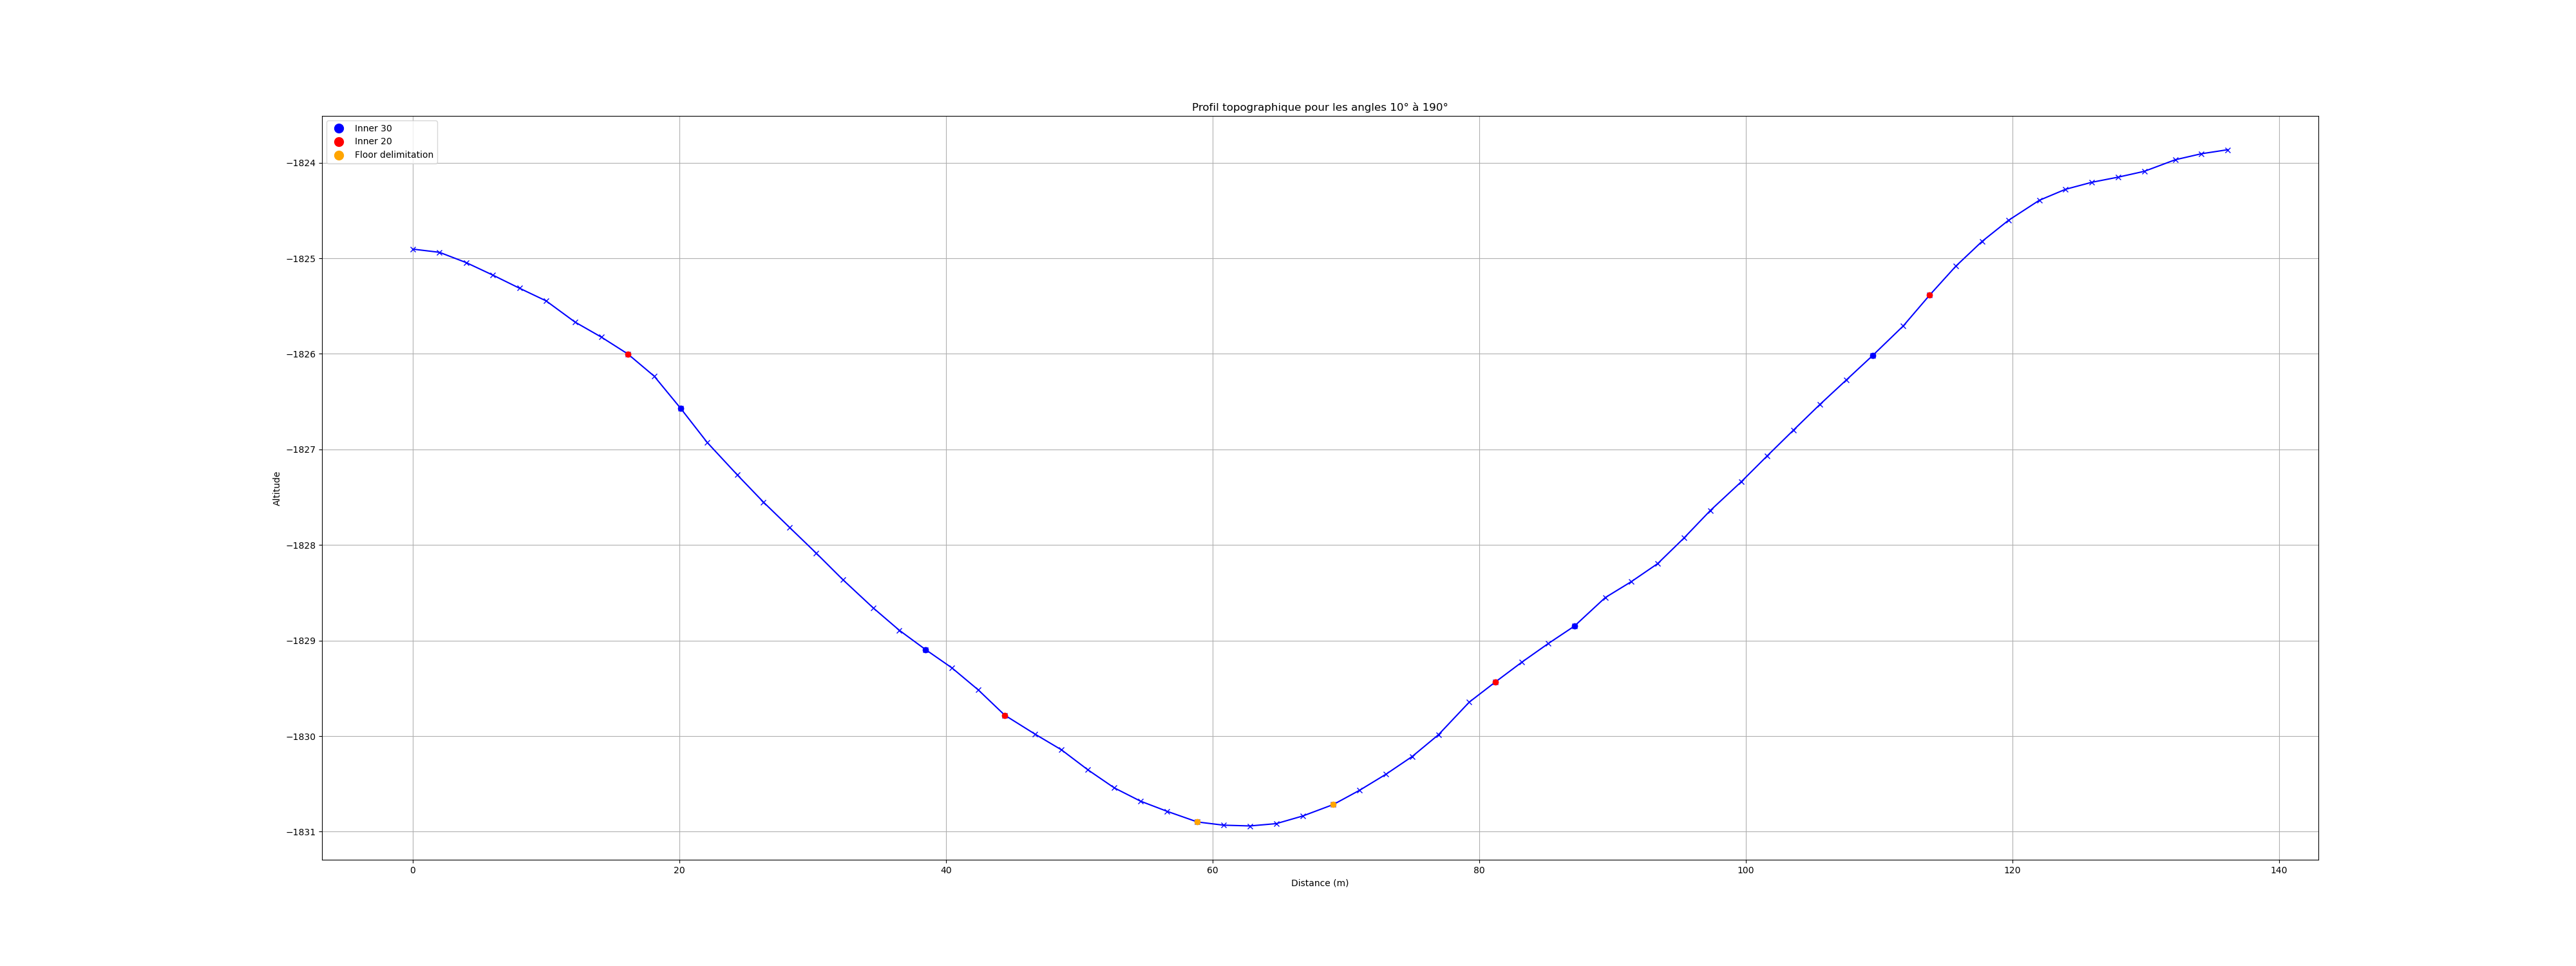 Profil topographique pour les angles 10° à 190°
Inner 30
Inner 20
Floor delimitation
−1824
−1825
−1826
−1827
−1828
−1829
−1830
−1831
Altitude
0 20 40 60 80 100 120 140
Distance (m)